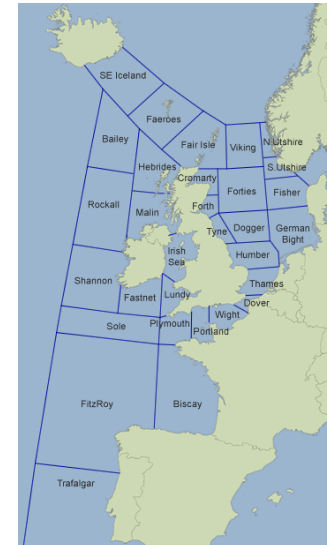 SE Iceland
Faeroes
Bailey
Fair Isle
Viking
N.Utshire
S.Utshire
Hebrides
Cromarty
Forties
Fisher
Rockall
Malin
Forth
Tyne
Dogger
German
Bight
Irish
Sea
Humber
Shannon
Fastnet
Lundy
Thames
Dover
Sole
Plymouth
Wight
Portland
FitzRoy
Biscay
Trafalgar